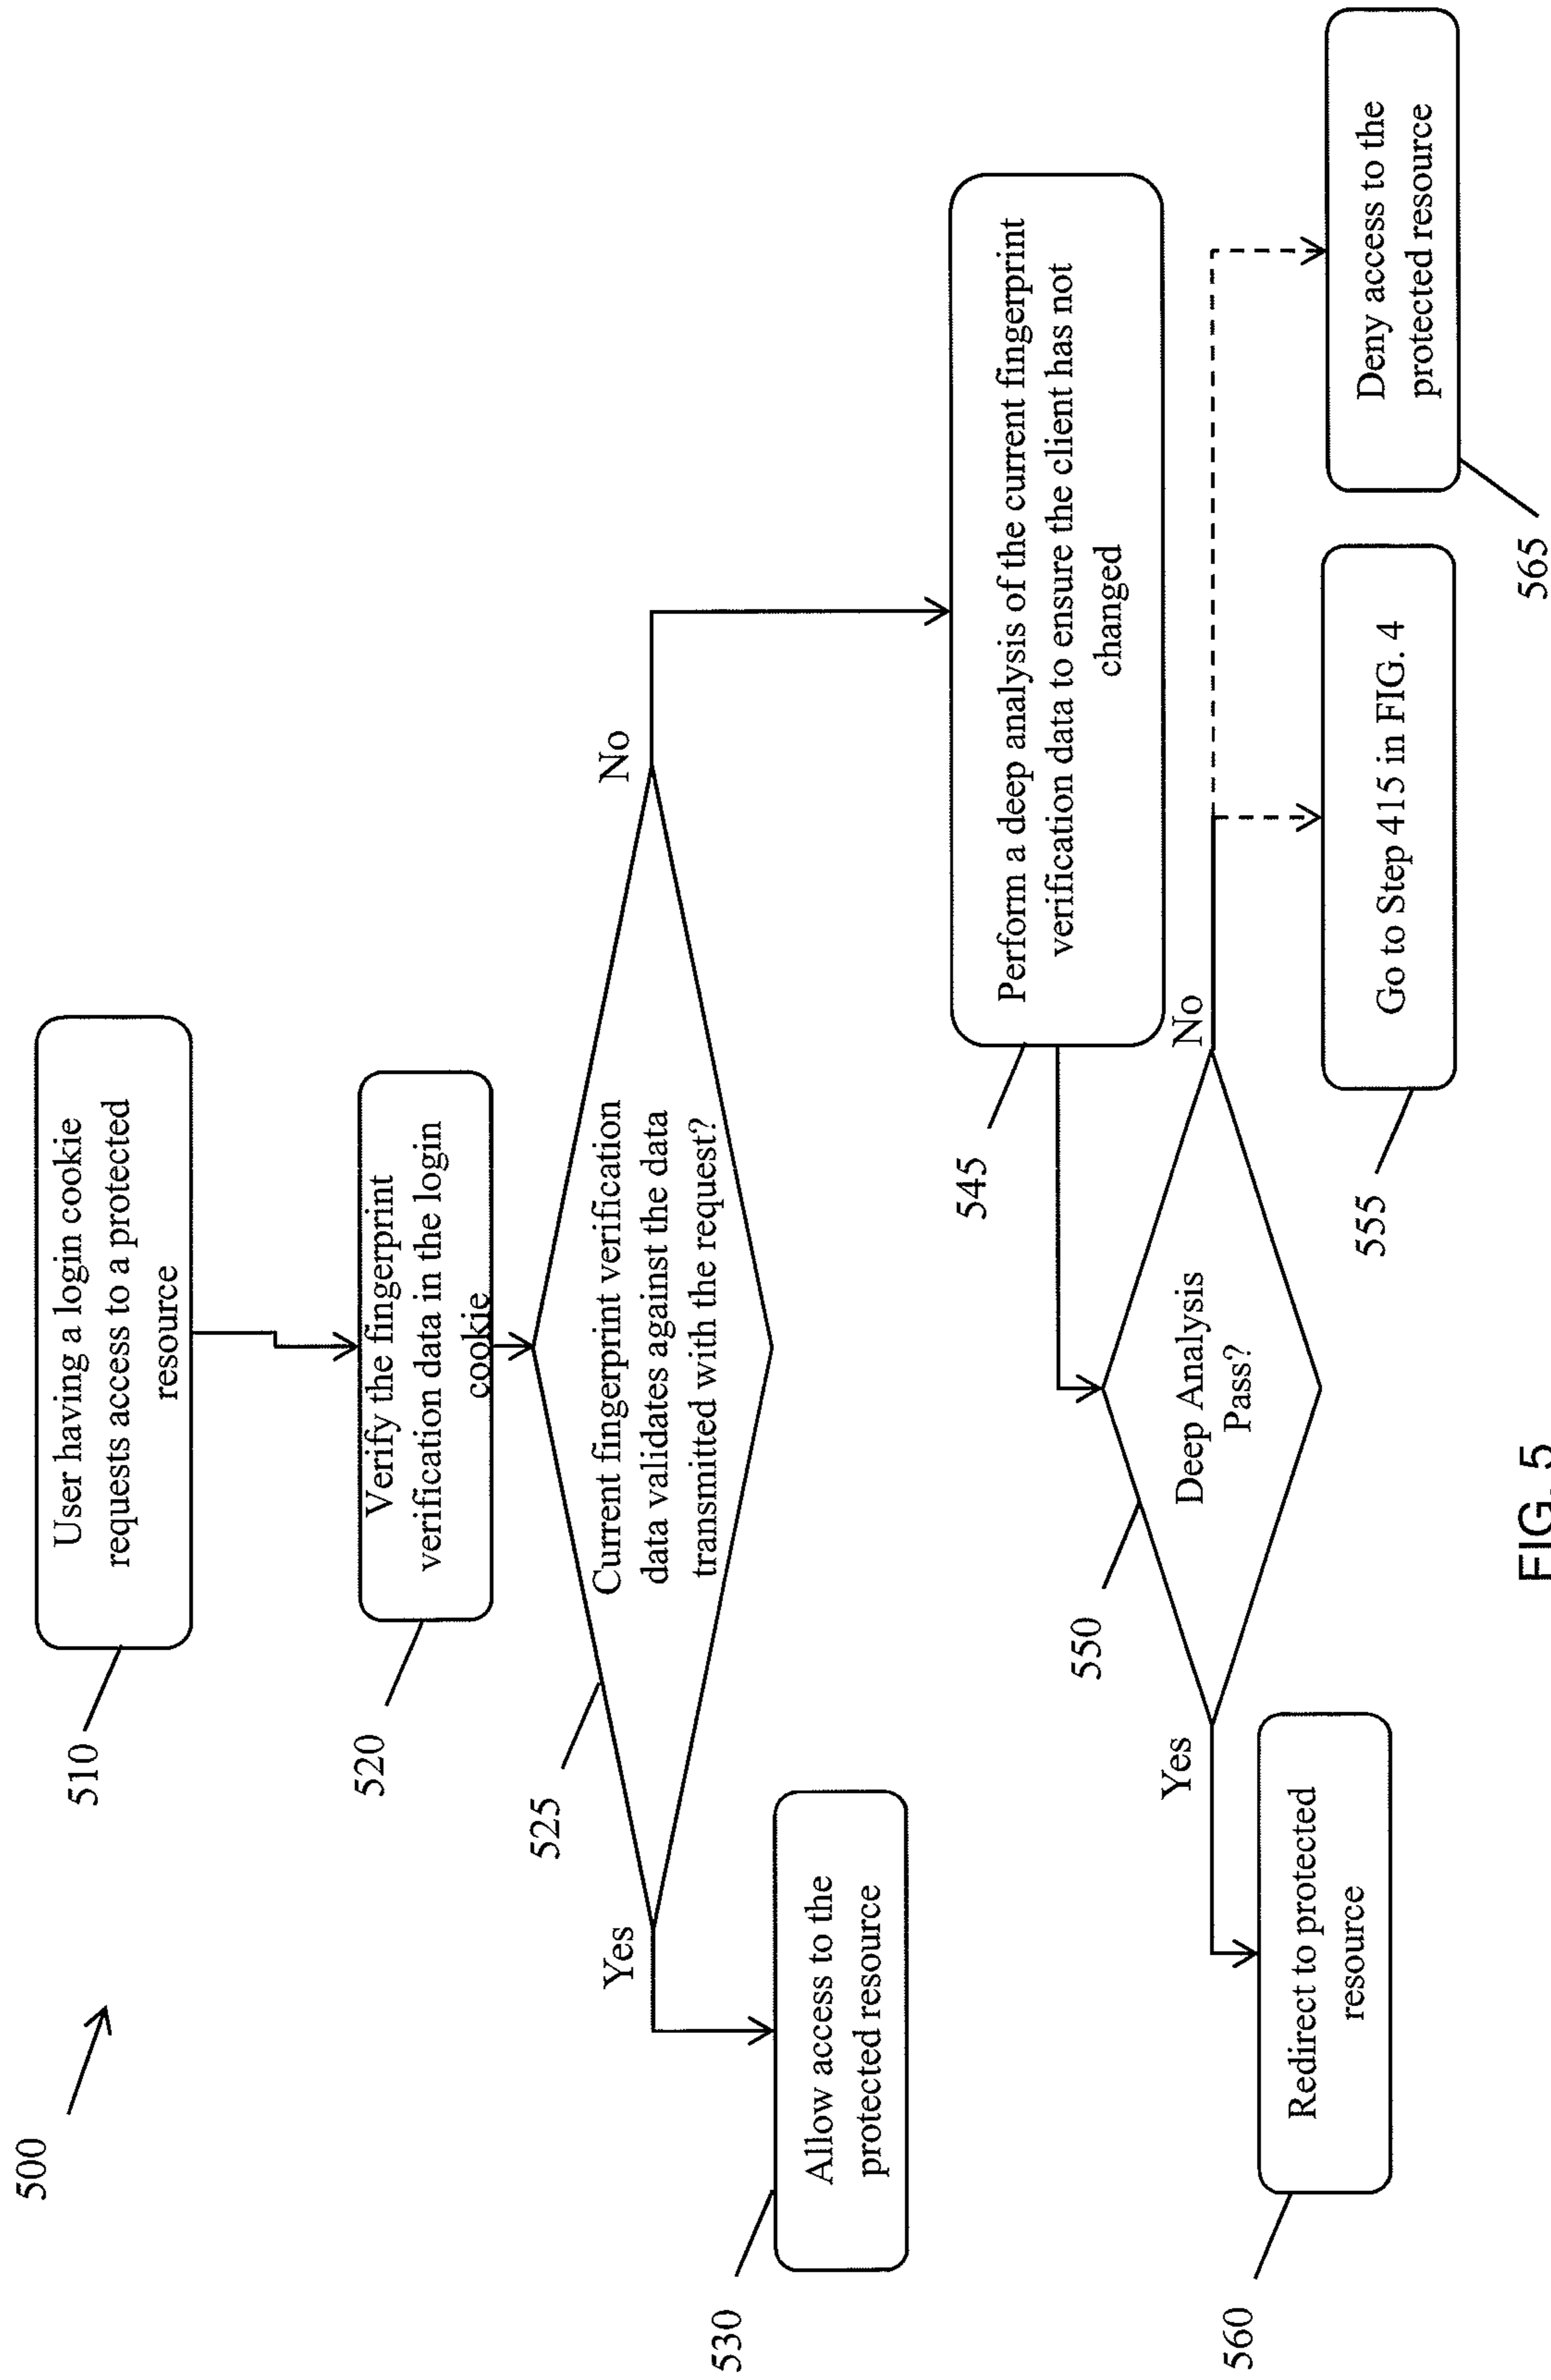 500
510
User having a login cookie
requests access to a protected
resource
520
Verify the fingerprint
verification data in the login
cookie
525
Current fingerprint verification
data validates against the data
transmitted with the request?
Yes
No
530
Allow access to the
protected resource
545
Perform a deep analysis of the current fingerprint
verification data to ensure the client has not
changed
550
Deep Analysis
Pass?
Yes
No
560
Redirect to protected
resource
555
Go to Step 415 in FIG. 4
565
Deny access to the
protected resource
FIG. 5